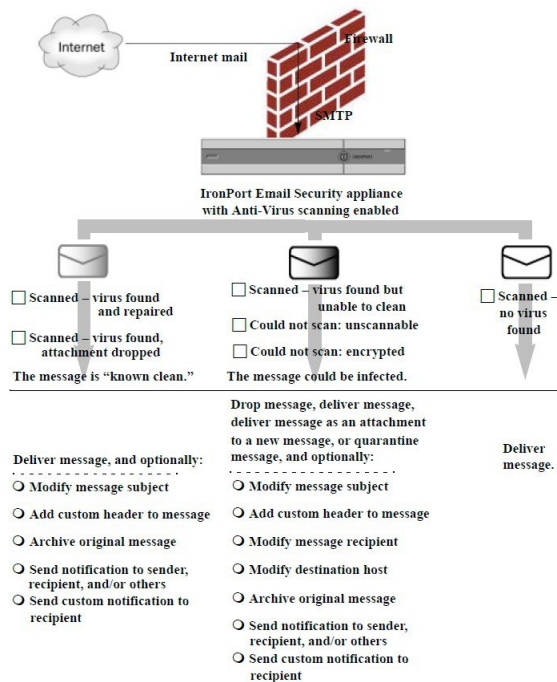 Internet
Internet mail
Firewall
SMTP
IronPort Email Security appliance
with Anti-Virus scanning enabled
Scanned – virus found
and repaired
Scanned – virus found,
attachment dropped
The message is “known clean.”
Scanned – virus found but
unable to clean
Could not scan: unscannable
Could not scan: encrypted
The message could be infected.
Scanned –
no virus
found
Deliver message, and optionally:
Modify message subject
Add custom header to message
Archive original message
Send notification to sender,
recipient, and/or others
Send custom notification to
recipient
Drop message, deliver message,
deliver message as an attachment
to a new message, or quarantine
message, and optionally:
Modify message subject
Add custom header to message
Modify message recipient
Modify destination host
Archive original message
Send notification to sender,
recipient, and/or others
Send custom notification to
recipient
Deliver
message.